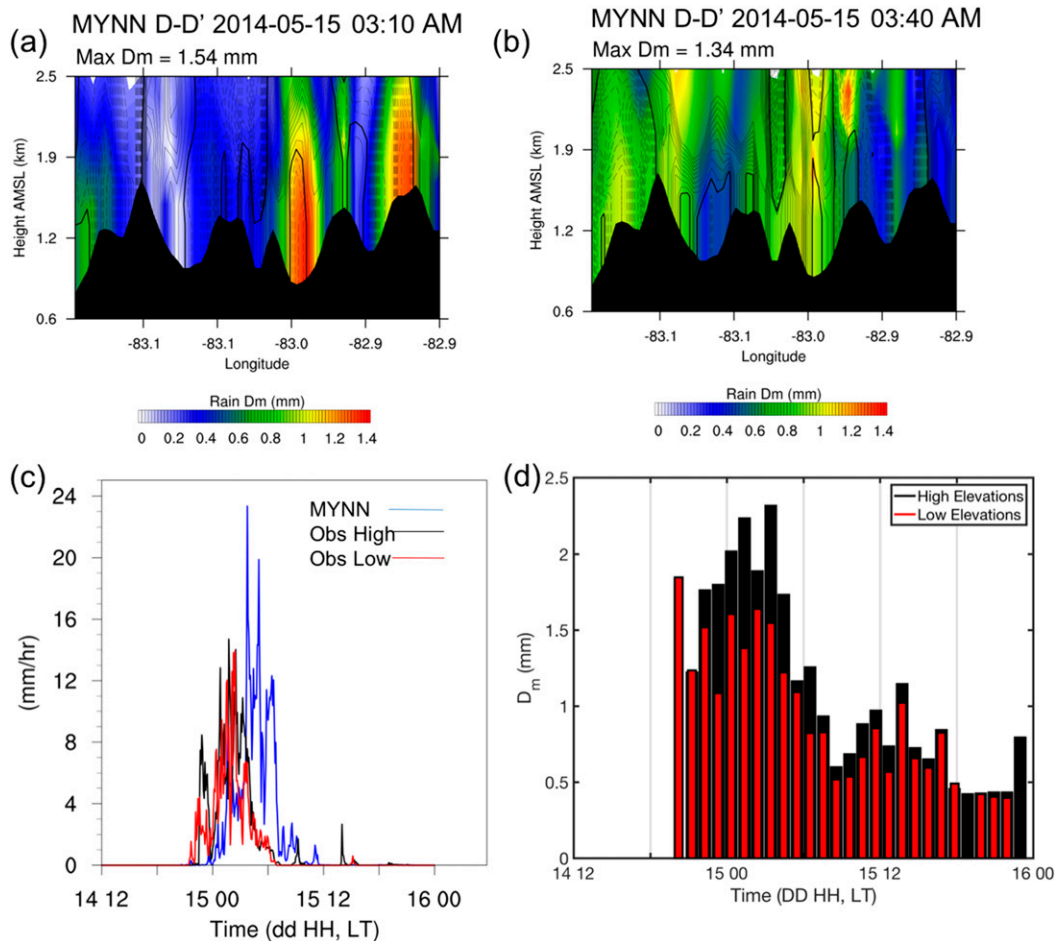 (a) MYNN D-D' 2014-05-15 03:10 AM
Max Dm = 1.54 mm
2.5
1.9
1.2
0.6
Height AMSL (km)
-83.1 -83.1 -83.0 -82.9 -82.9
Longitude
Rain Dm (mm)
0 0.2 0.4 0.6 0.8 1 1.2 1.4
(b) MYNN D-D' 2014-05-15 03:40 AM
Max Dm = 1.34 mm
2.5
1.9
1.2
0.6
Height AMSL (km)
-83.1 -83.1 -83.0 -82.9 -82.9
Longitude
Rain Dm (mm)
0 0.2 0.4 0.6 0.8 1 1.2 1.4
(c)
MYNN
Obs High
Obs Low
24
20
16
12
8
4
0
(mm/hr)
14 12 15 00 15 12 16 00
Time (dd HH, LT)
(d)
High Elevations
Low Elevations
2.5
2
1.5
1
0.5
0
Dm (mm)
14 12 15 00 15 12 16 00
Time (DD HH, LT)